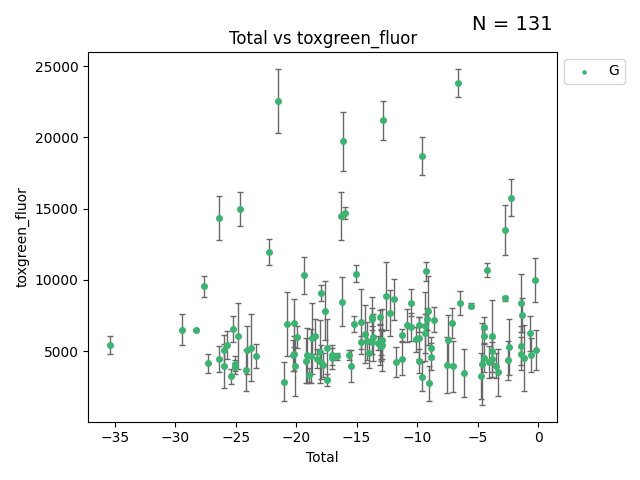 N = 131
Total vs toxgreen_fluor
G
25000
20000
15000
10000
5000
toxgreen_fluor
−35 −30 −25 −20 −15 −10 −5 0
Total